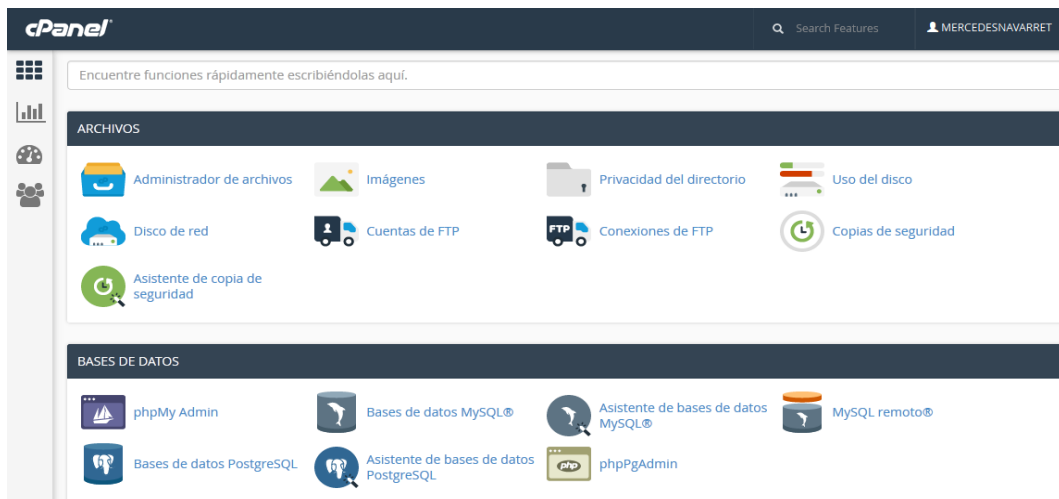 cPanel
Search Features
MERCEDESNAVARRET
Encuentre funciones rápidamente escribiéndolas aquí.
ARCHIVOS
Administrador de archivos
Imágenes
Privacidad del directorio
Uso del disco
Disco de red
Cuentas de FTP
FTP
Conexiones de FTP
Copias de seguridad
Asistente de copia de
seguridad
BASES DE DATOS
phpMy Admin
Bases de datos MySQL®
Asistente de bases de datos
MySQL®
MySQL remoto®
Bases de datos PostgreSQL
Asistente de bases de datos
PostgreSQL
php
phpPgAdmin